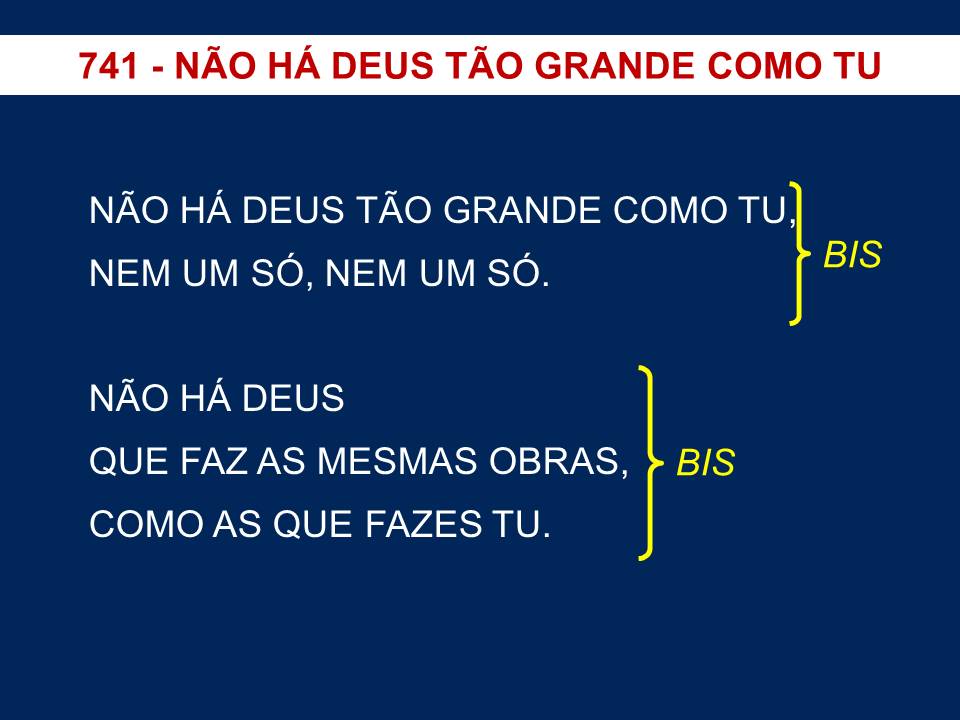 741 - NÃO HÁ DEUS TÃO GRANDE COMO TU
NÃO HÁ DEUS TÃO GRANDE COMO TU,
NEM UM SÓ, NEM UM SÓ.
BIS
NÃO HÁ DEUS
QUE FAZ AS MESMAS OBRAS,
COMO AS QUE FAZES TU.
BIS